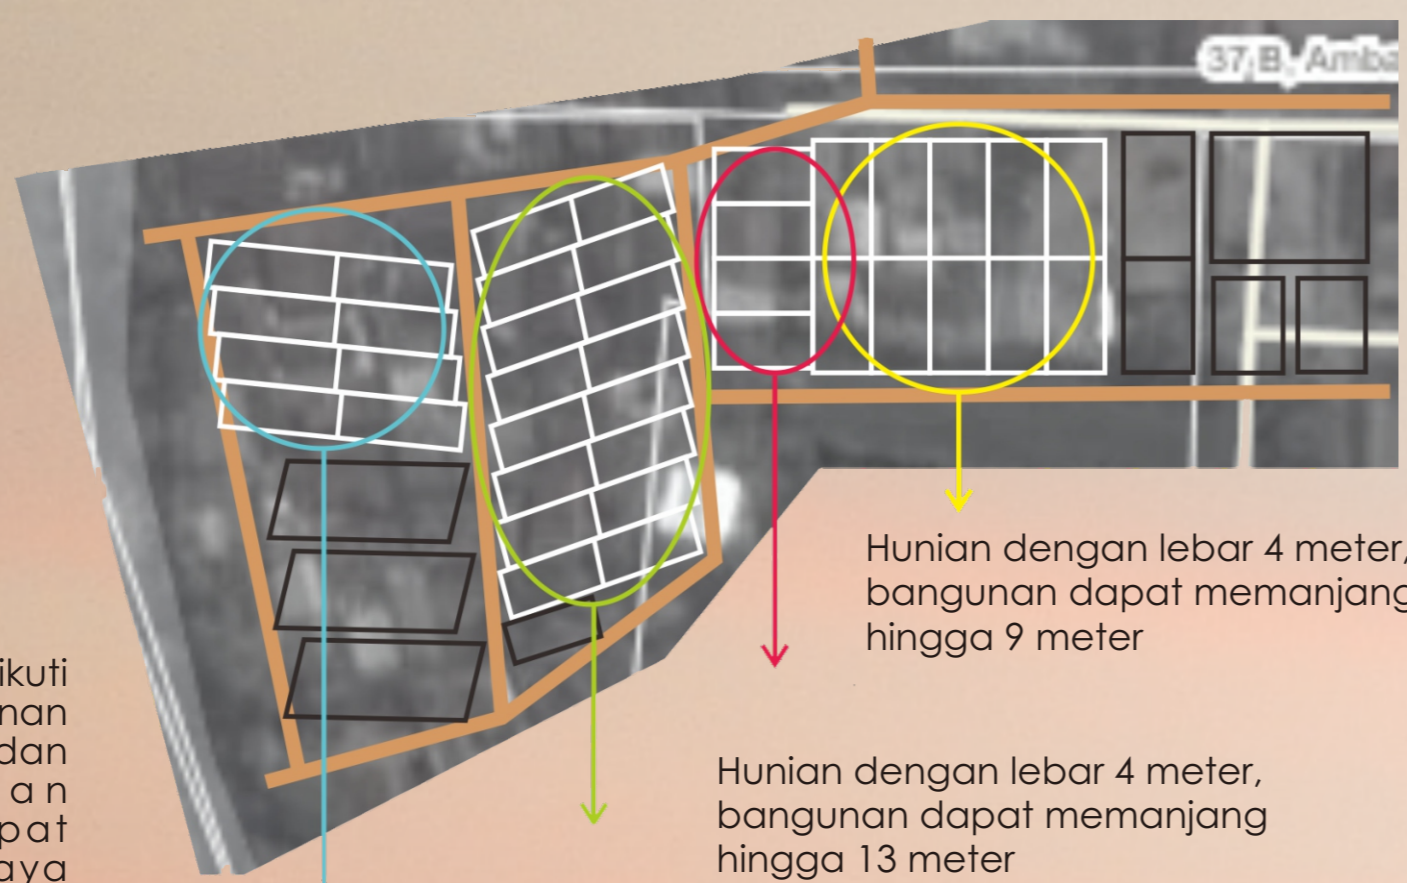 37 B, Amba
Hunian dengan lebar 4 meter,
bangunan dapat memanjang
hingga 9 meter
ikuti
nan
dan
an
pat
aya
Hunian dengan lebar 4 meter,
bangunan dapat memanjang
hingga 13 meter